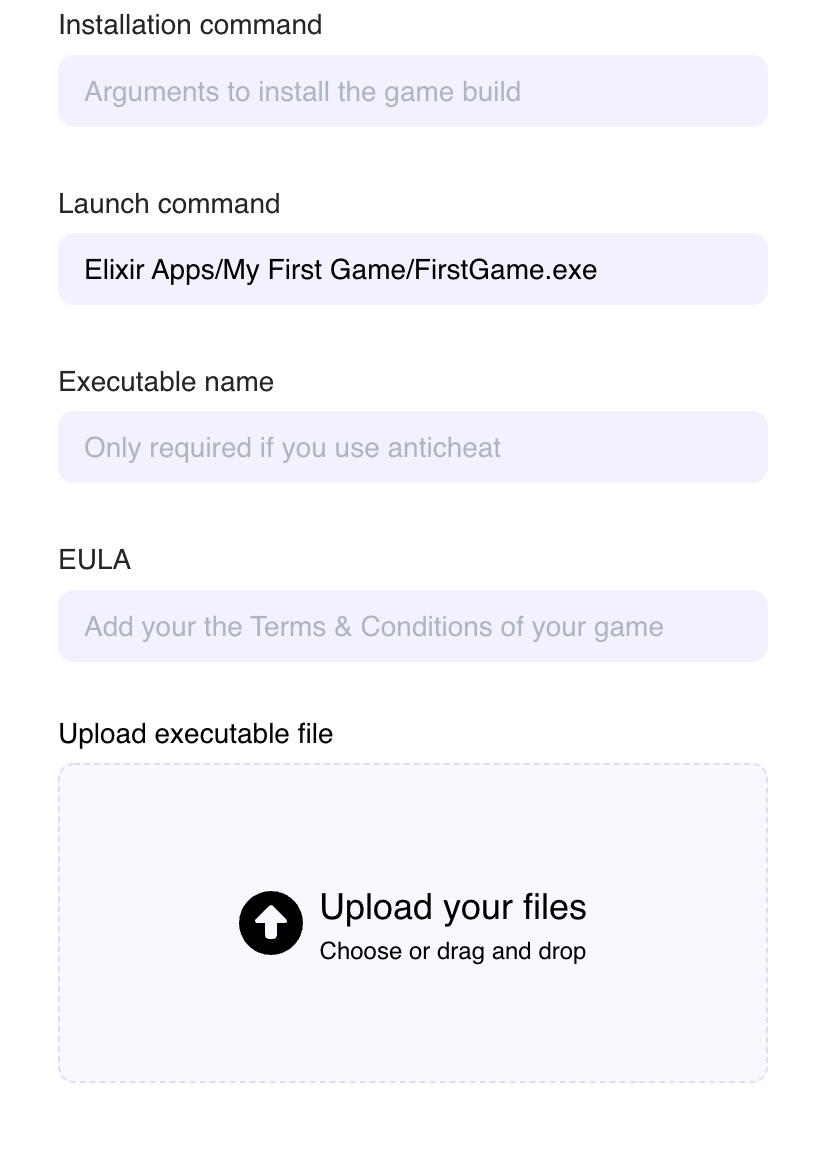 Installation command
Arguments to install the game build
Launch command
Elixir Apps/My First Game/FirstGame.exe
Executable name
Only required if you use anticheat
EULA
Add your the Terms & Conditions of your game
Upload executable file
Upload your files
Choose or drag and drop